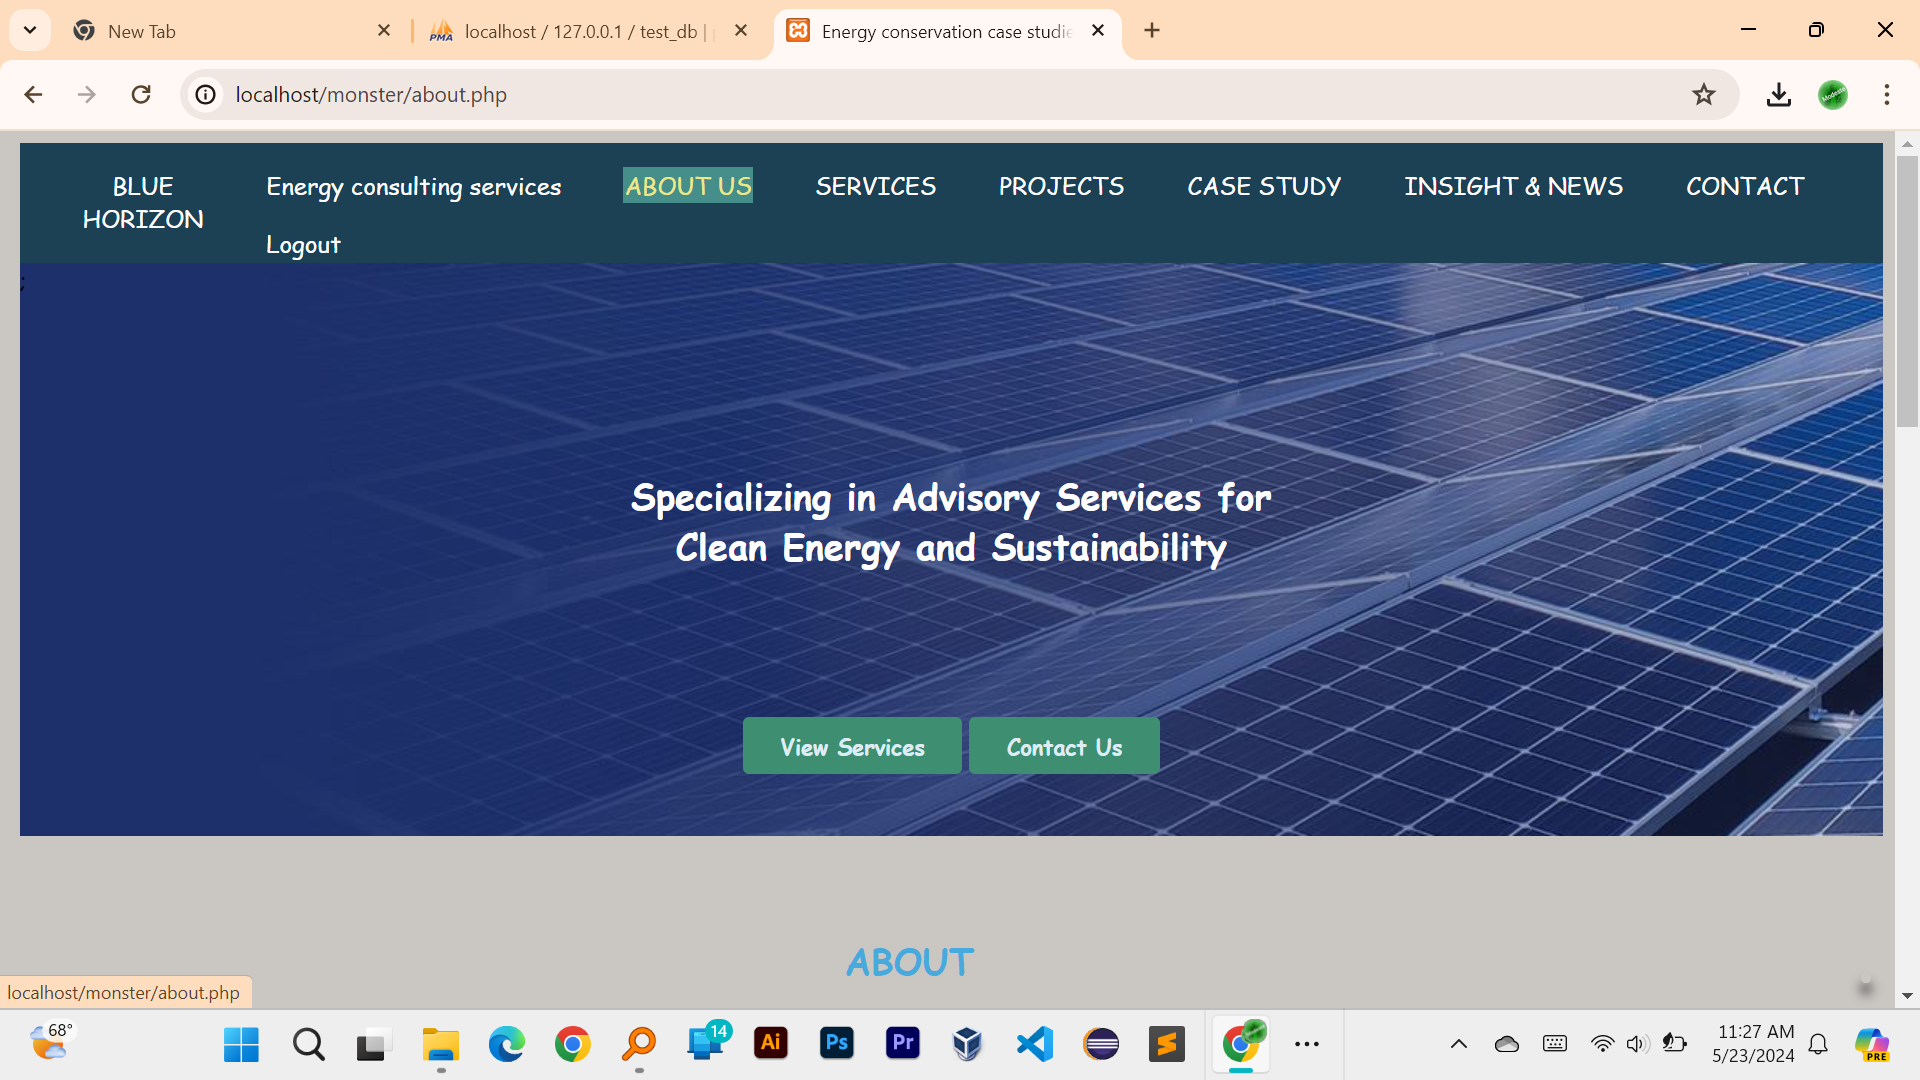 New Tab
localhost / 127.0.0.1 / test_db |
Energy conservation case studie
localhost/monster/about.php
BLUE
HORIZON
Energy consulting services
ABOUT US
SERVICES
PROJECTS
CASE STUDY
INSIGHT & NEWS
CONTACT
Logout
;
Specializing in Advisory Services for
Clean Energy and Sustainability
View Services
Contact Us
ABOUT
localhost/monster/about.php
68°
14
Ai
Ps
Pr
11:27 AM
5/23/2024
PRE